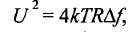 U² = 4kTRΔf,